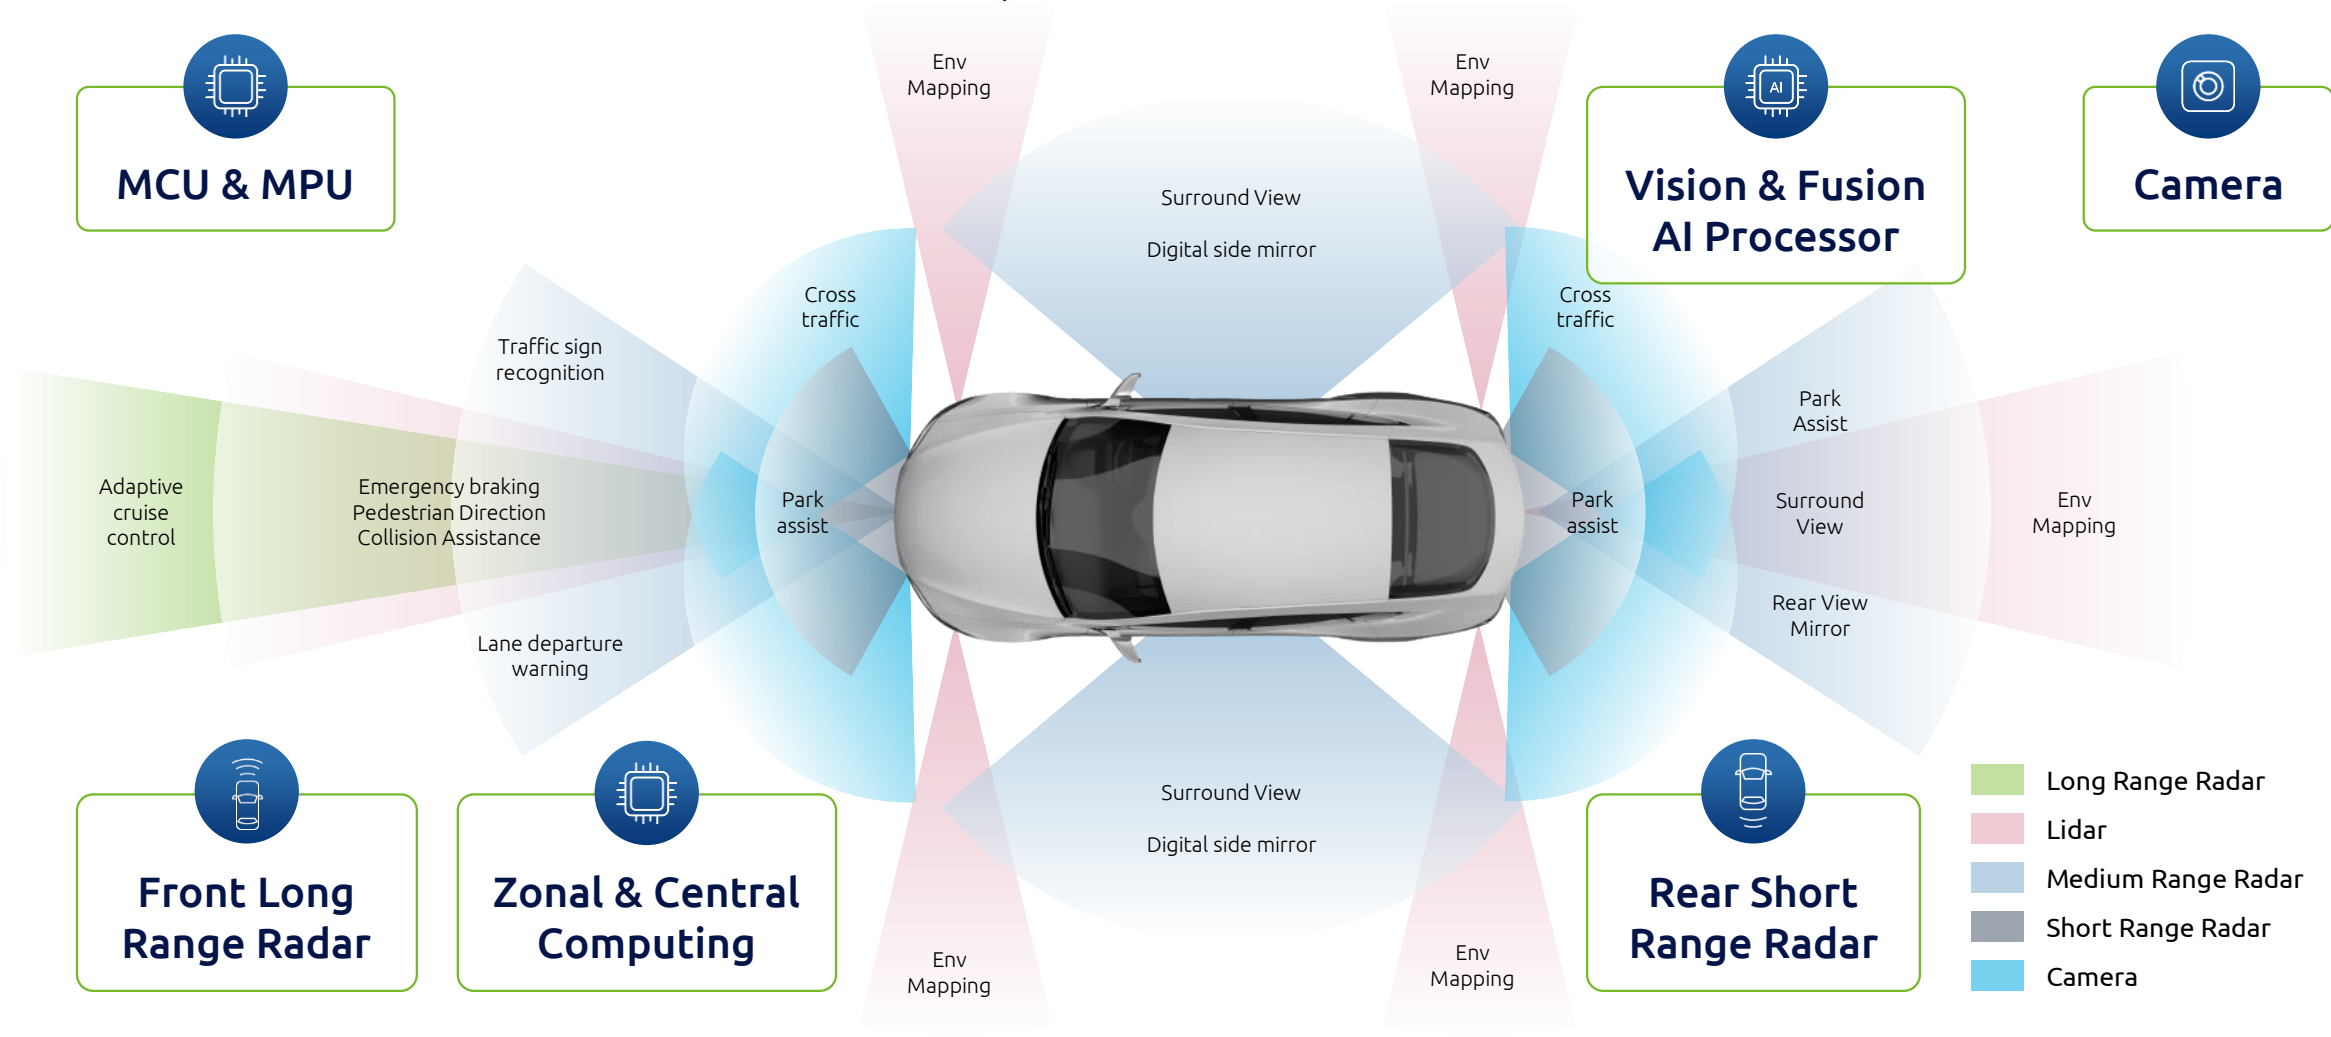 Env
Mapping
Env
Mapping
MCU & MPU
Vision & Fusion
AI Processor
AI
Camera
Surround View
Digital side mirror
Cross
traffic
Cross
traffic
Traffic sign
recognition
Park
Assist
Adaptive
cruise
control
Emergency braking
Pedestrian Direction
Collision Assistance
Park
assist
Park
assist
Surround
View
Env
Mapping
Lane departure
warning
Rear View
Mirror
Surround View
Digital side mirror
Front Long
Range Radar
Zonal & Central
Computing
Env
Mapping
Env
Mapping
Rear Short
Range Radar
Long Range Radar
Lidar
Medium Range Radar
Short Range Radar
Camera